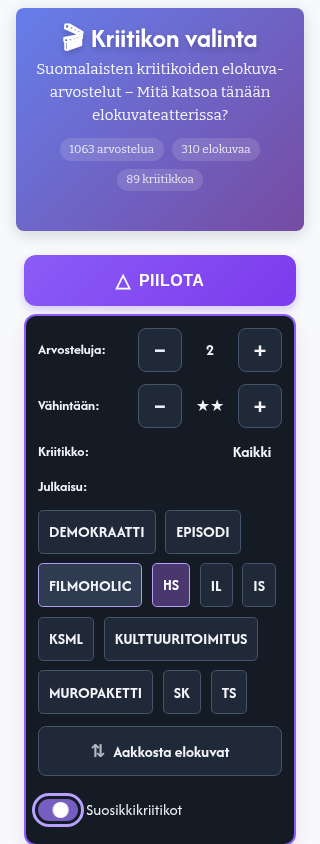 🎬 Kriitikon valinta
Suomalaisten kriitikoiden elokuva-
arvostelut – Mitä katsoa tänään
elokuvateatterissa?
1063 arvostelua 310 elokuvaa
89 kriitikkoa
△ PIILOTA
Arvosteluja: − 2 +
Vähintään: − ★★ +
Kriitikko: Kaikki
Julkaisu:
DEMOKRAATTI EPISODI
FILMOHOLIC HS IL IS
KSML KULTTUURITOIMITUS
MUROPAKETTI SK TS
⇅ Aakkosta elokuvat
Suosikkikriitikot